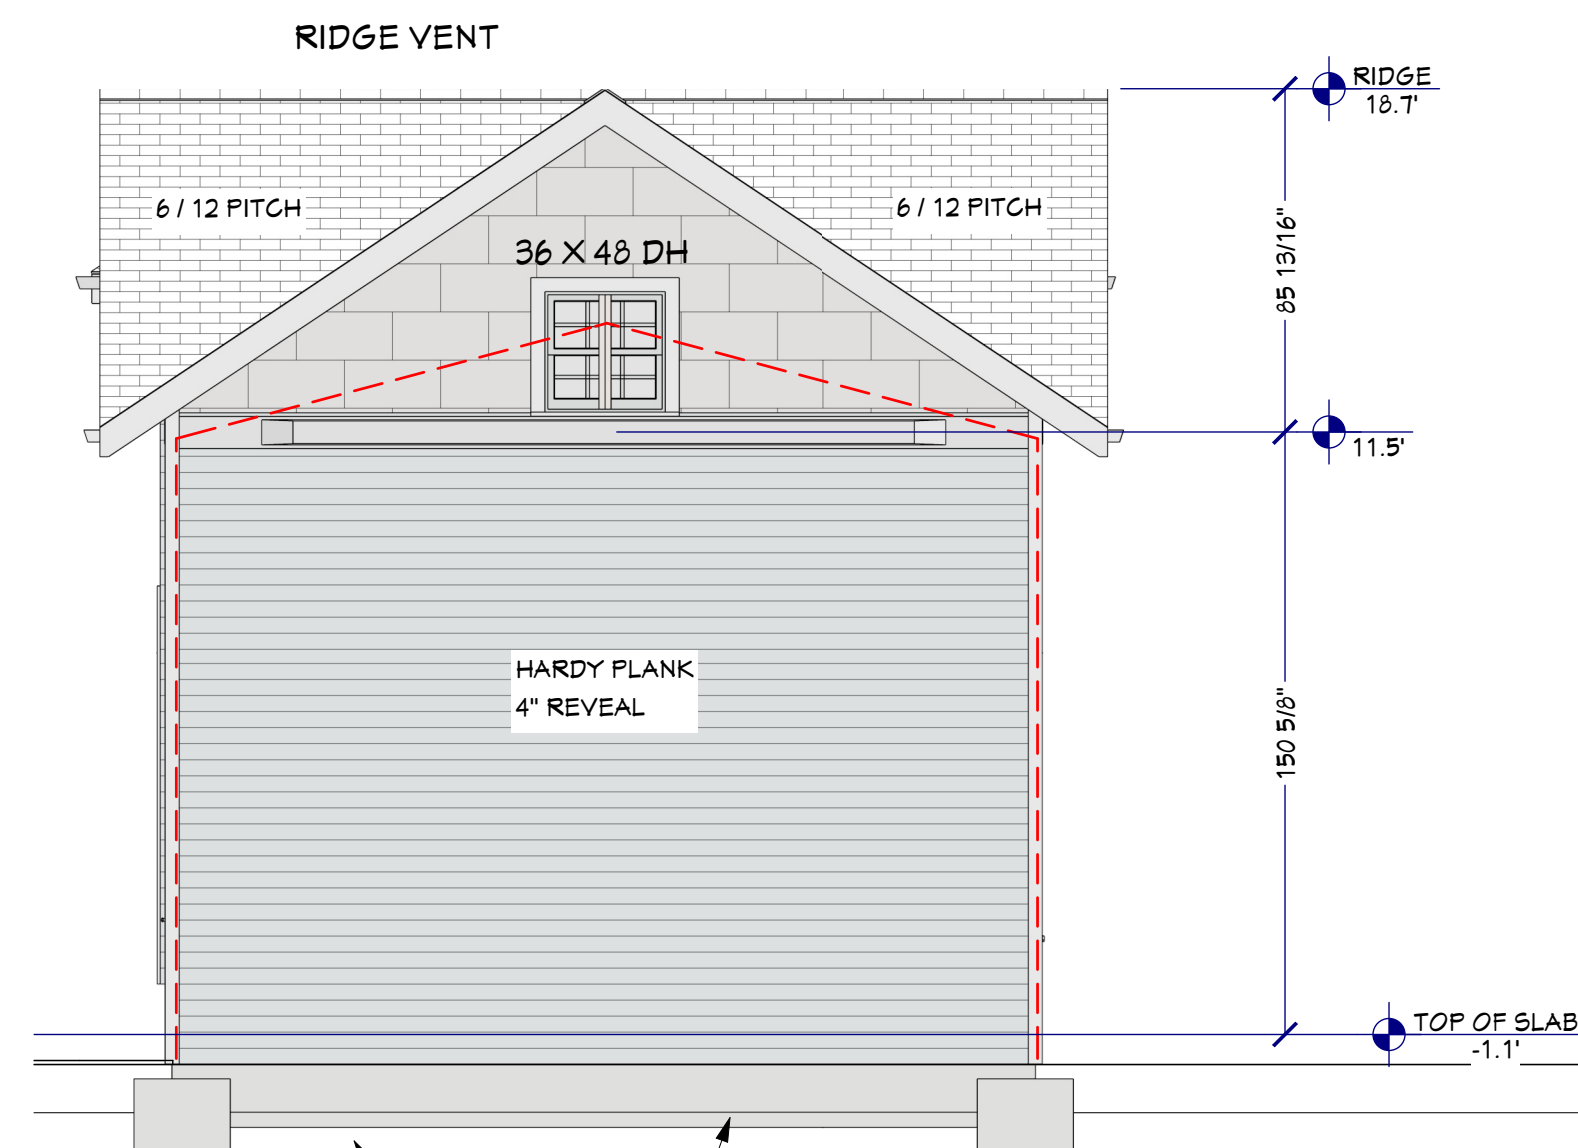 RIDGE VENT
RIDGE
18.7'
6 / 12 PITCH
6 / 12 PITCH
36 X 48 DH
85 13/16"
11.5'
HARDY PLANK
4" REVEAL
150 5/8"
TOP OF SLAB
-1.1'